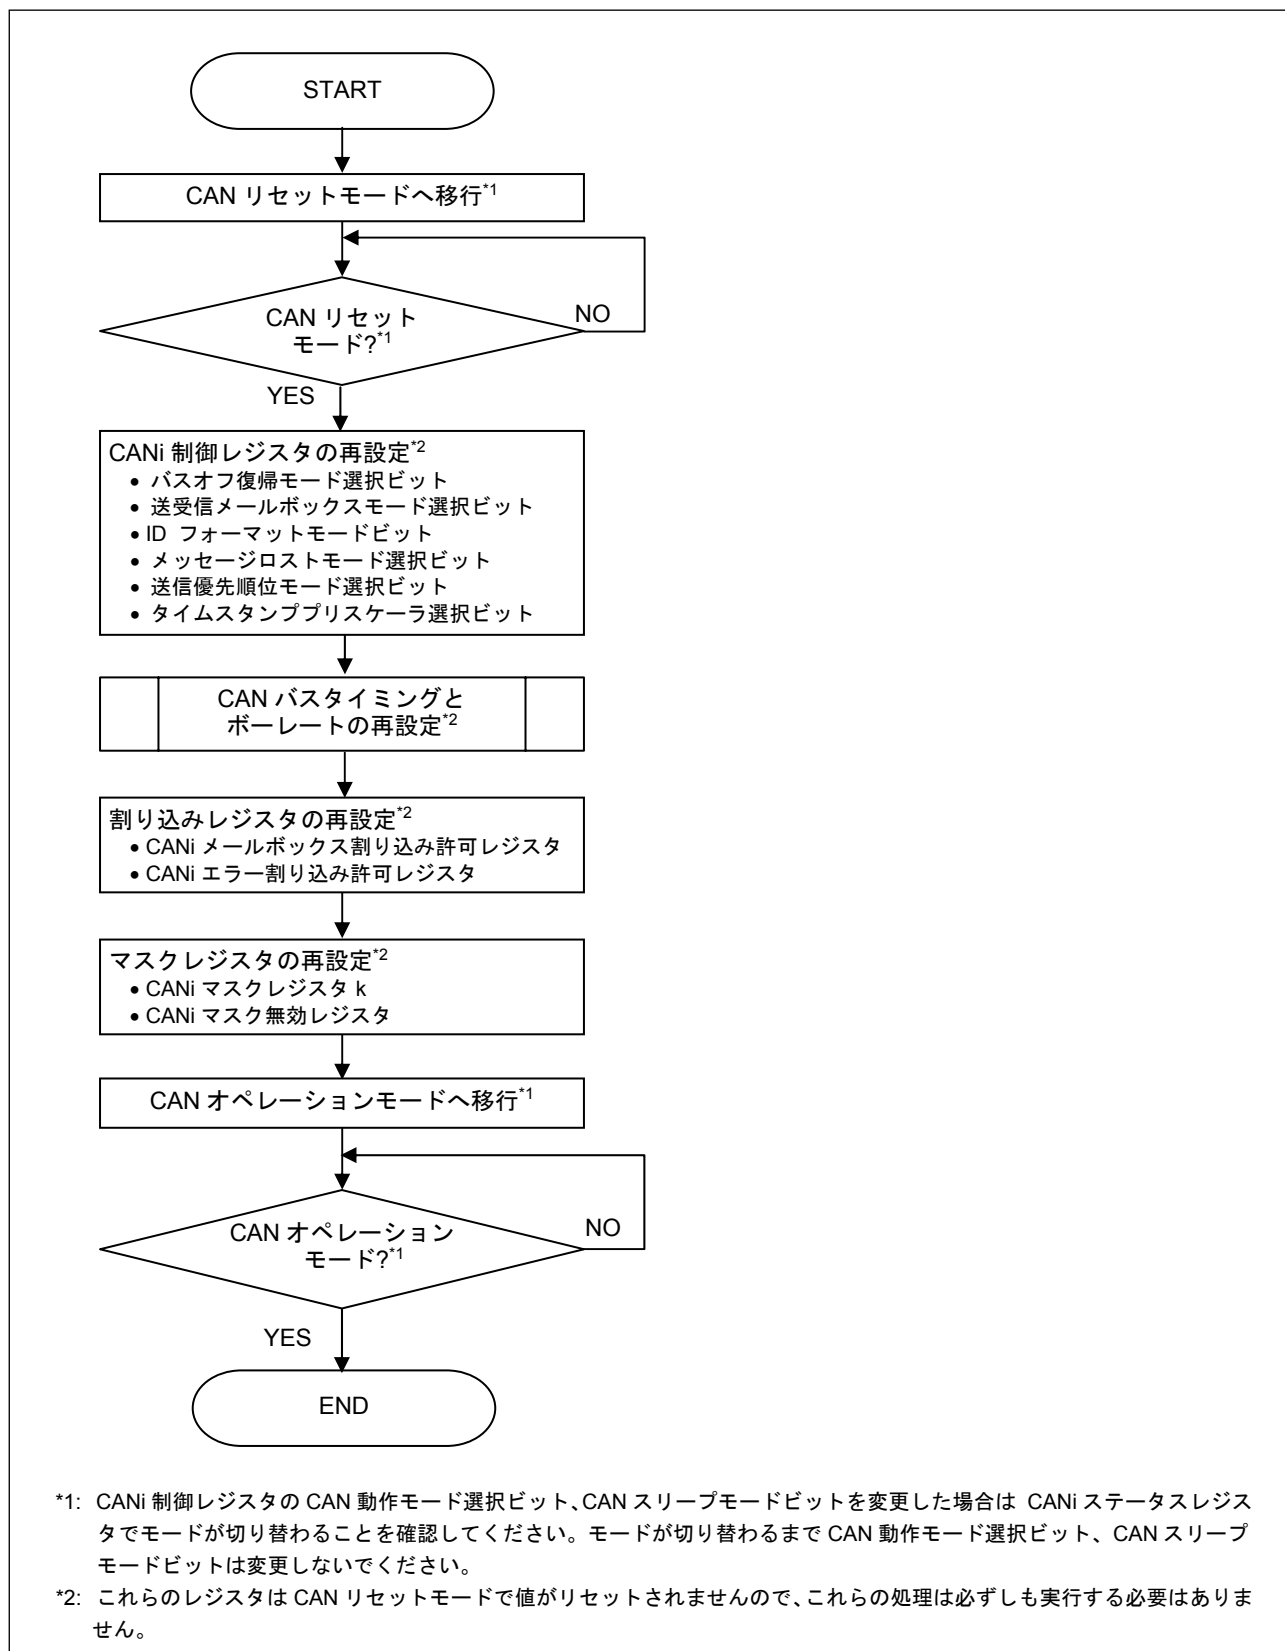 START
CAN リセットモードへ移行*1
CAN リセット
モード?*1
NO
YES
CANi 制御レジスタの再設定*2
• バスオフ復帰モード選択ビット
• 送受信メールボックスモード選択ビット
• ID フォーマットモードビット
• メッセージロストモード選択ビット
• 送信優先順位モード選択ビット
• タイムスタンププリスケーラ選択ビット
CAN バスタイミングと
ボーレートの再設定*2
割り込みレジスタの再設定*2
• CANi メールボックス割り込み許可レジスタ
• CANi エラー割り込み許可レジスタ
マスクレジスタの再設定*2
• CANi マスクレジスタ k
• CANi マスク無効レジスタ
CAN オペレーションモードへ移行*1
CAN オペレーション
モード?*1
NO
YES
END
*1: CANi 制御レジスタの CAN 動作モード選択ビット、CAN スリープモードビットを変更した場合は CANi ステータスレジス
タでモードが切り替わることを確認してください。モードが切り替わるまで CAN 動作モード選択ビット、CAN スリープ
モードビットは変更しないでください。
*2: これらのレジスタは CAN リセットモードで値がリセットされませんので、これらの処理は必ずしも実行する必要はありま
せん。